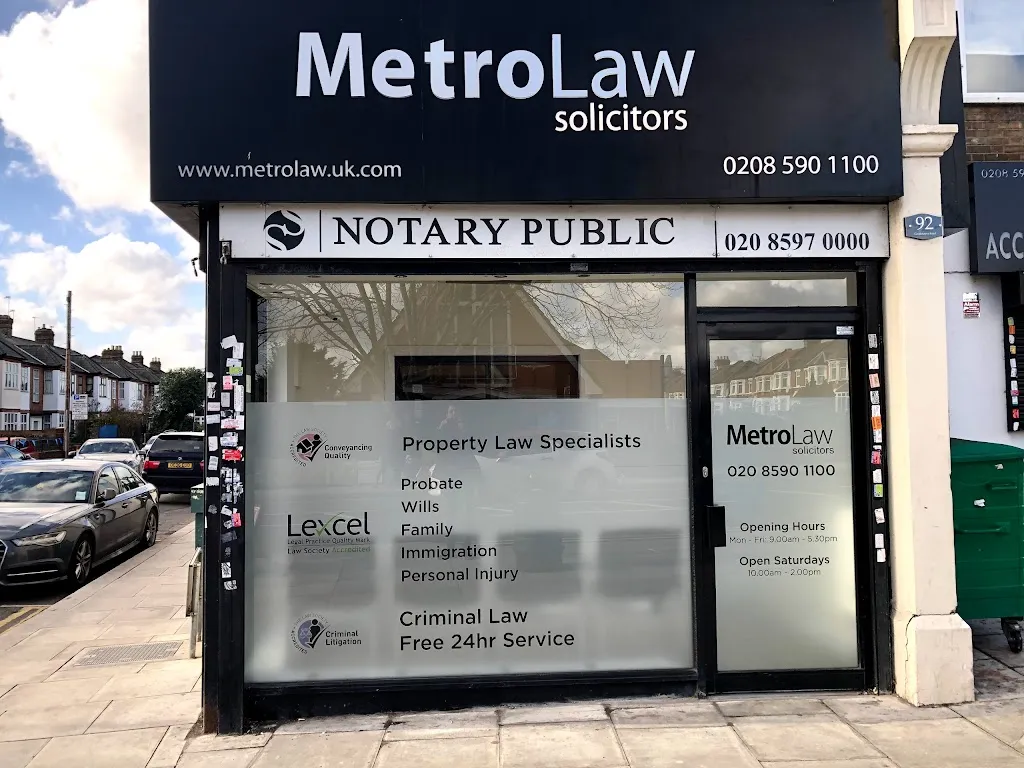 MetroLaw
solicitors
www.metrolaw.uk.com
0208 590 1100
NOTARY PUBLIC
020 8597 0000
92
ACC
Conveyancing
Quality
Property Law Specialists
Probate
Wills
Family
Immigration
Personal Injury
Lexcel
Legal Practice Quality Mark
Law Society Accredited
Criminal
Litigation
Criminal Law
Free 24hr Service
MetroLaw
solicitors
020 8590 1100
Opening Hours
Mon - Fri: 9.00am - 5:30pm
Open Saturdays
10.00am - 2.00pm